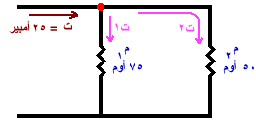 ت = ٢٥ أمبير
ت١
ت٢
م١
٧٥ أوم
م٢
٥٠ أوم